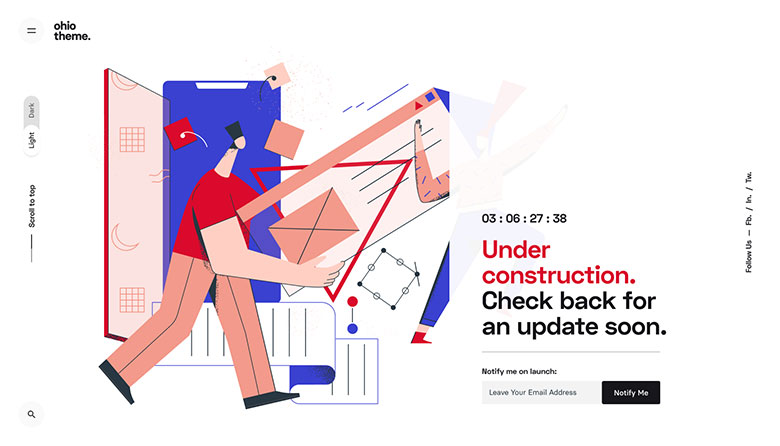 ohio
theme.
Dark
Light
Scroll to top
03 : 06 : 27 : 38
Under
construction.
Check back for
an update soon.
Notify me on launch:
Leave Your Email Address
Notify Me
Follow Us — Fb. / In. / Tw.